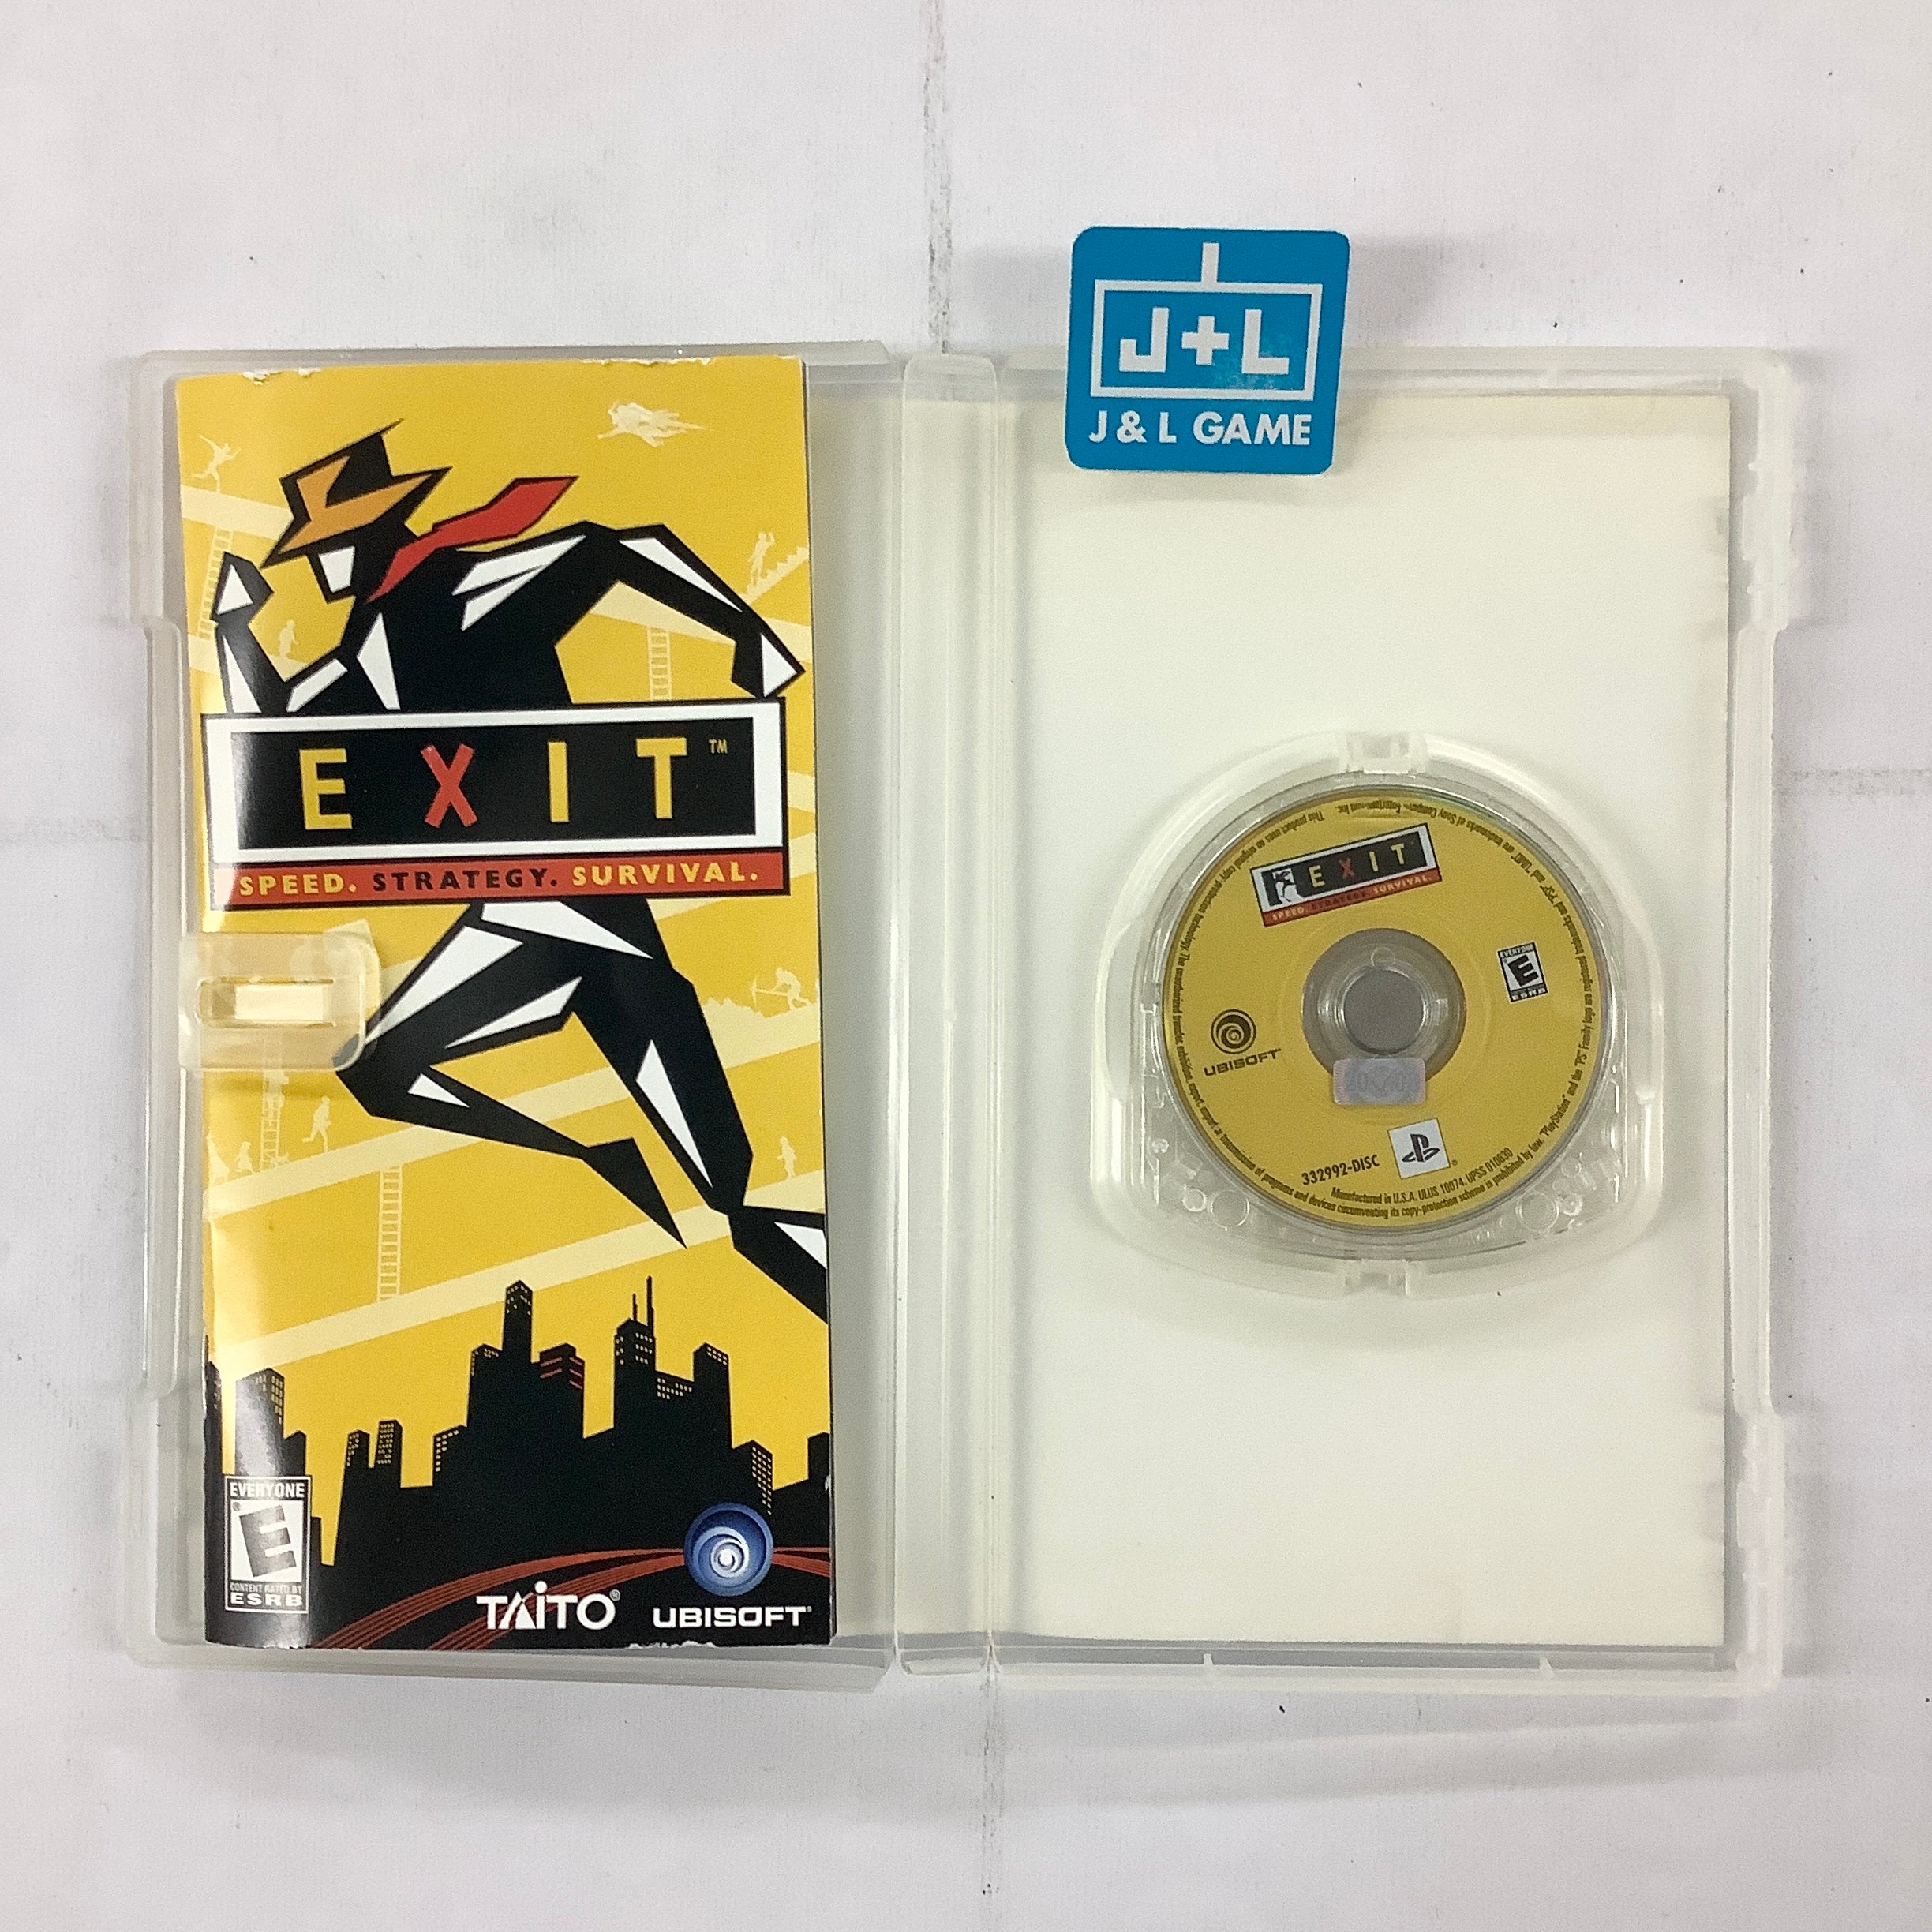 J+L
J & L GAME
EXIT™
SPEED. STRATEGY. SURVIVAL.
EVERYONE
E
CONTENT RATED BY
ESRB
TAITO®
UBISOFT
EXIT
SPEED. STRATEGY. SURVIVAL.
EVERYONE
E
ESRB
UBISOFT
332992-DISC
Manufactured in U.S.A. ULUS 10074. UPSS 010830